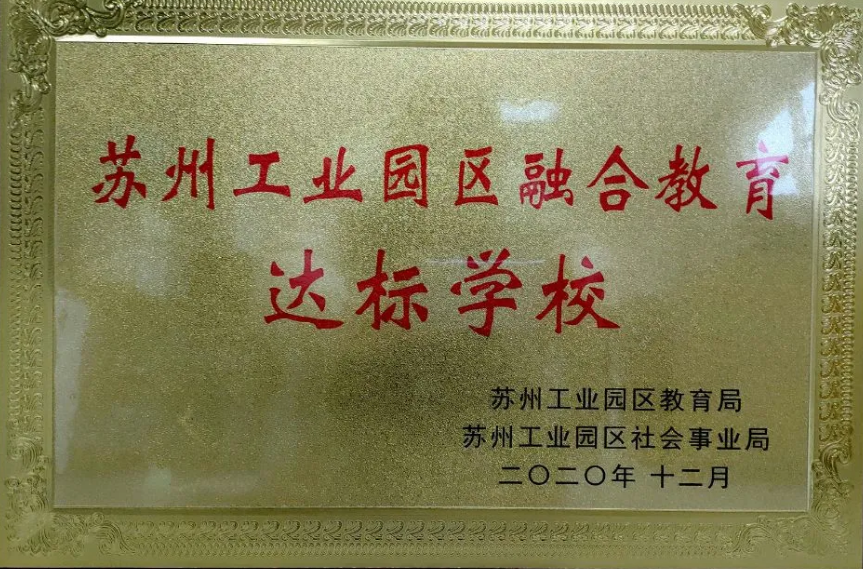 苏州工业园区融合教育
达标学校
苏州工业园区教育局
苏州工业园区社会事业局
二〇二〇年 十二月